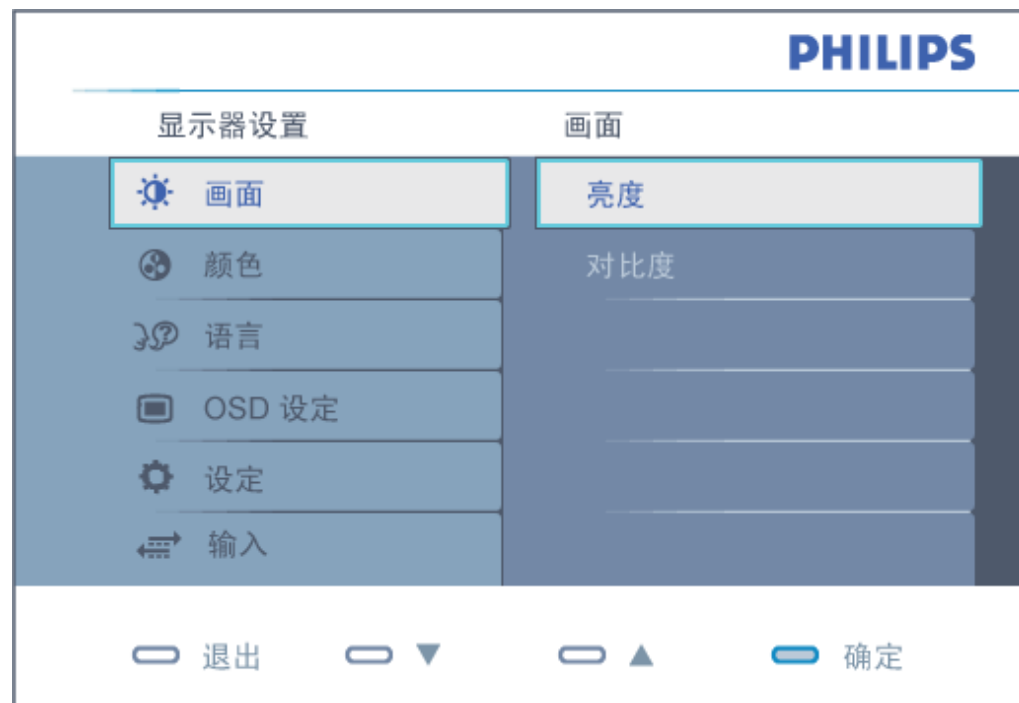 PHILIPS
显示器设置 画面
画面 亮度
颜色 对比度
语言
OSD 设定
设定
输入
退出 ▼ ▲ 确定